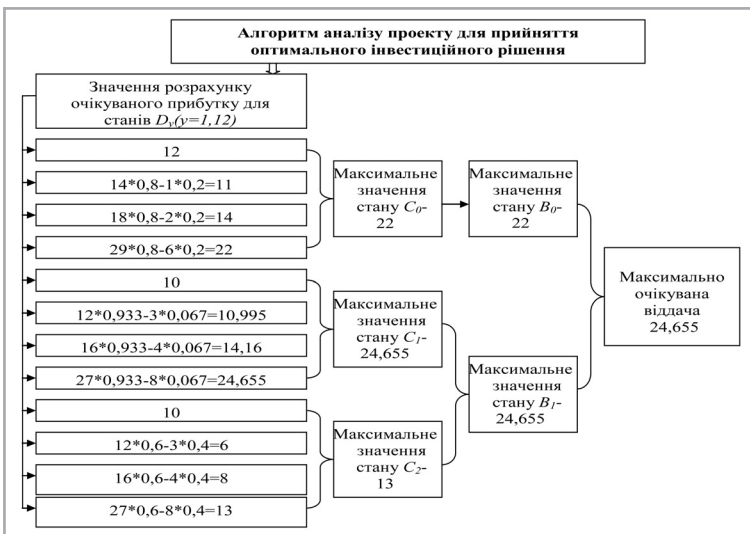 Алгоритм аналізу проекту для прийняття
оптимального інвестиційного рішення
Значення розрахунку
очікуваного прибутку для
станів Dy(y=1,12)
12
14*0,8-1*0,2=11
18*0,8-2*0,2=14
29*0,8-6*0,2=22
10
12*0,933-3*0,067=10,995
16*0,933-4*0,067=14,16
27*0,933-8*0,067=24,655
10
12*0,6-3*0,4=6
16*0,6-4*0,4=8
27*0,6-8*0,4=13
Максимальне
значення
стану C0-
22
Максимальне
значення
стану C1-
24,655
Максимальне
значення
стану C2-
13
Максимальне
значення
стану B0-
22
Максимальне
значення
стану B1-
24,655
Максимально
очікувана
віддача
24,655